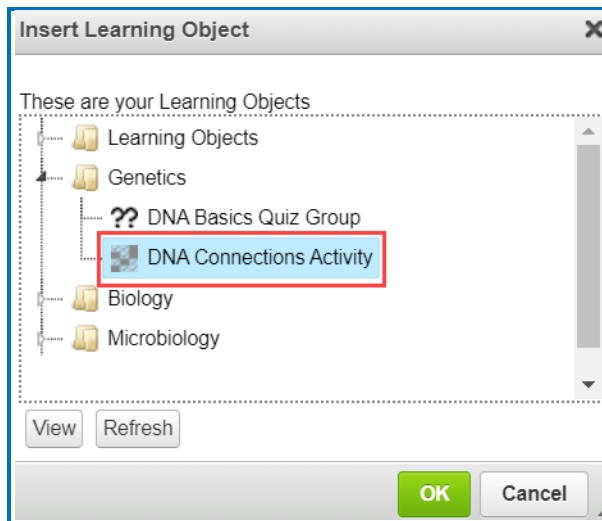 Insert Learning Object
These are your Learning Objects
Learning Objects
Genetics
?? DNA Basics Quiz Group
DNA Connections Activity
Biology
Microbiology
View Refresh
OK Cancel